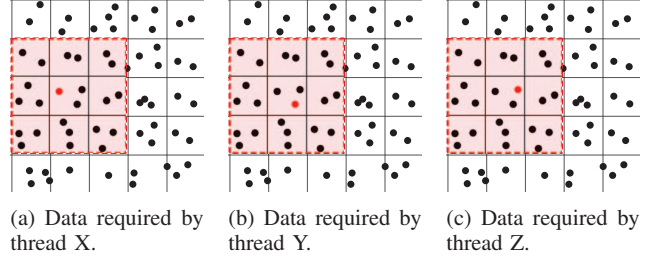 (a) Data required by
thread X.
(b) Data required by
thread Y.
(c) Data required by
thread Z.